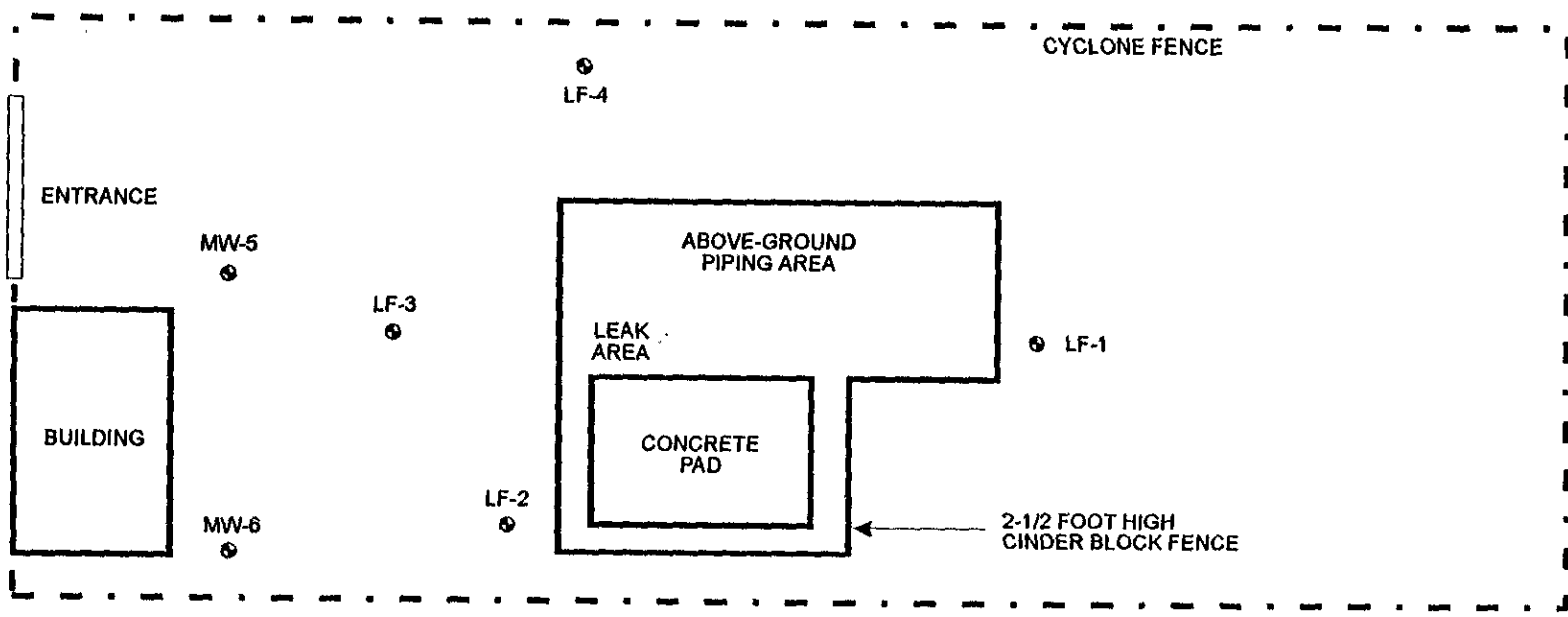 CYCLONE FENCE
LF-4
ENTRANCE
MW-5
ABOVE-GROUND
PIPING AREA
LF-3
LEAK
AREA
LF-1
BUILDING
CONCRETE
PAD
LF-2
MW-6
2-1/2 FOOT HIGH
CINDER BLOCK FENCE